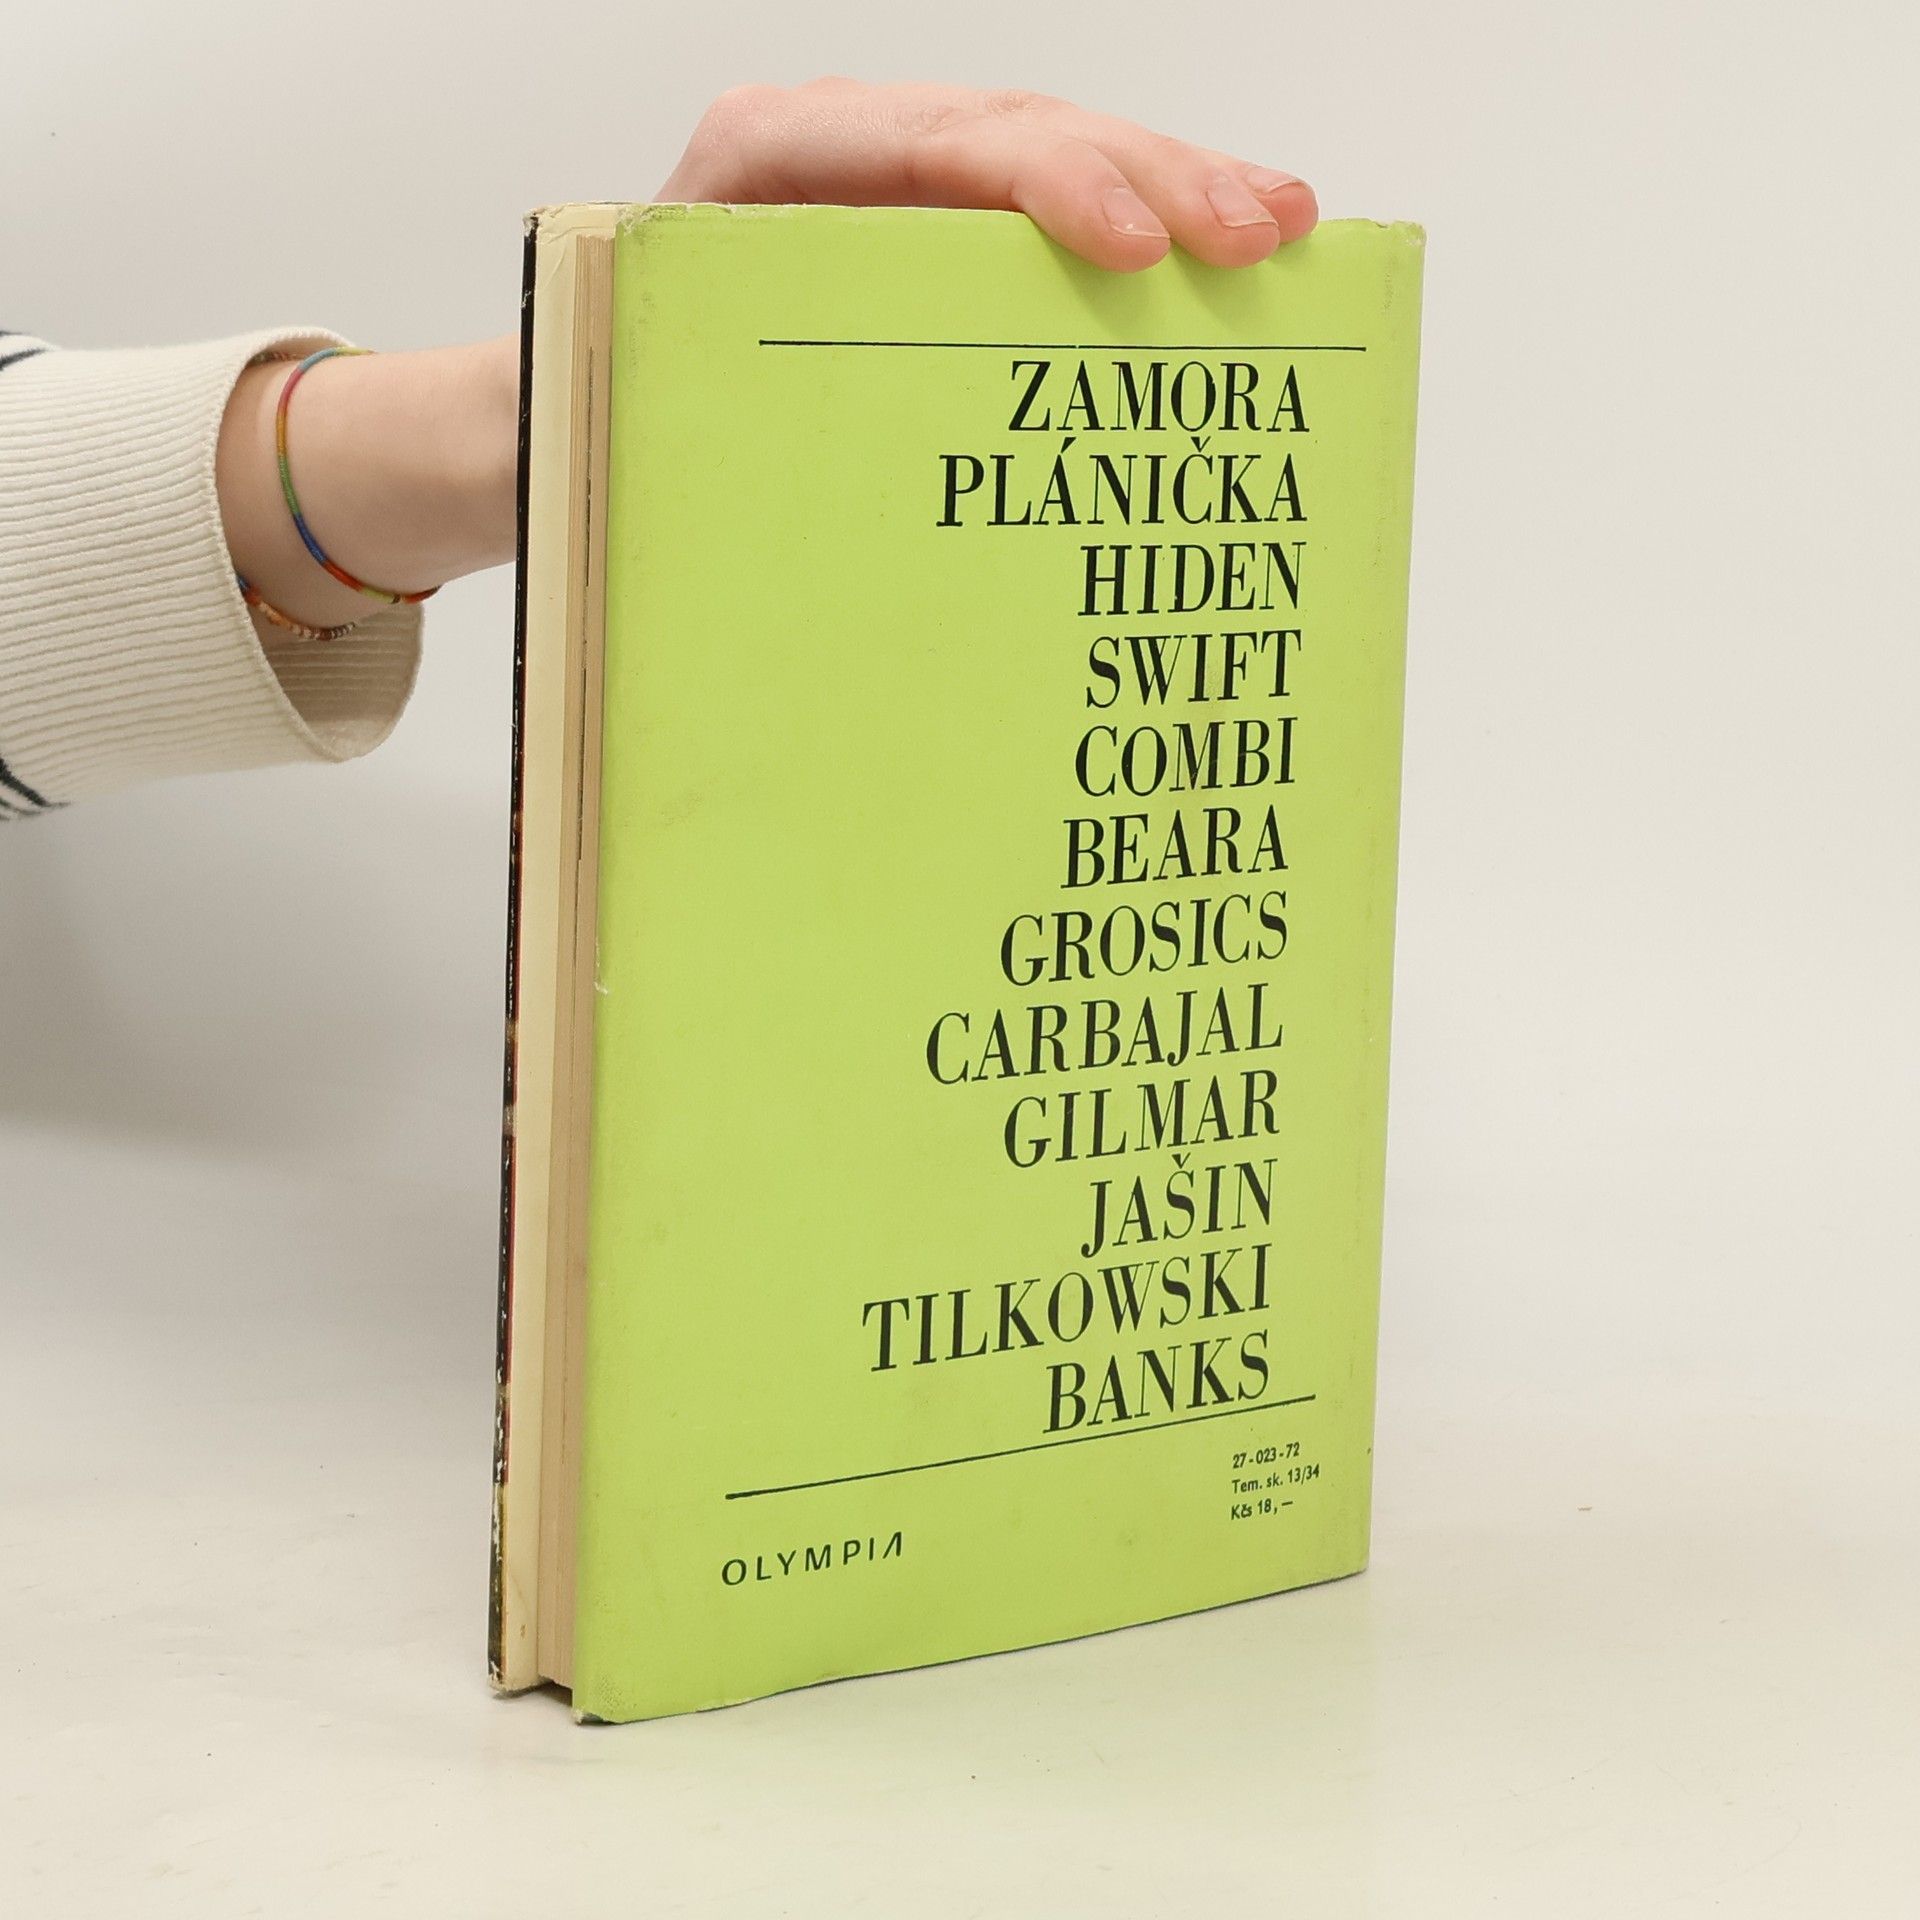 ZAMORA
PLÁNIČKA
HIDEN
SWIFT
COMBI
BEARA
GROSICS
CARBAJAL
GILMAR
JAŠIN
TILKOWSKI
BANKS
27-023-72
Tem. sk. 13/34
Kčs 18,—
OLYMPIA